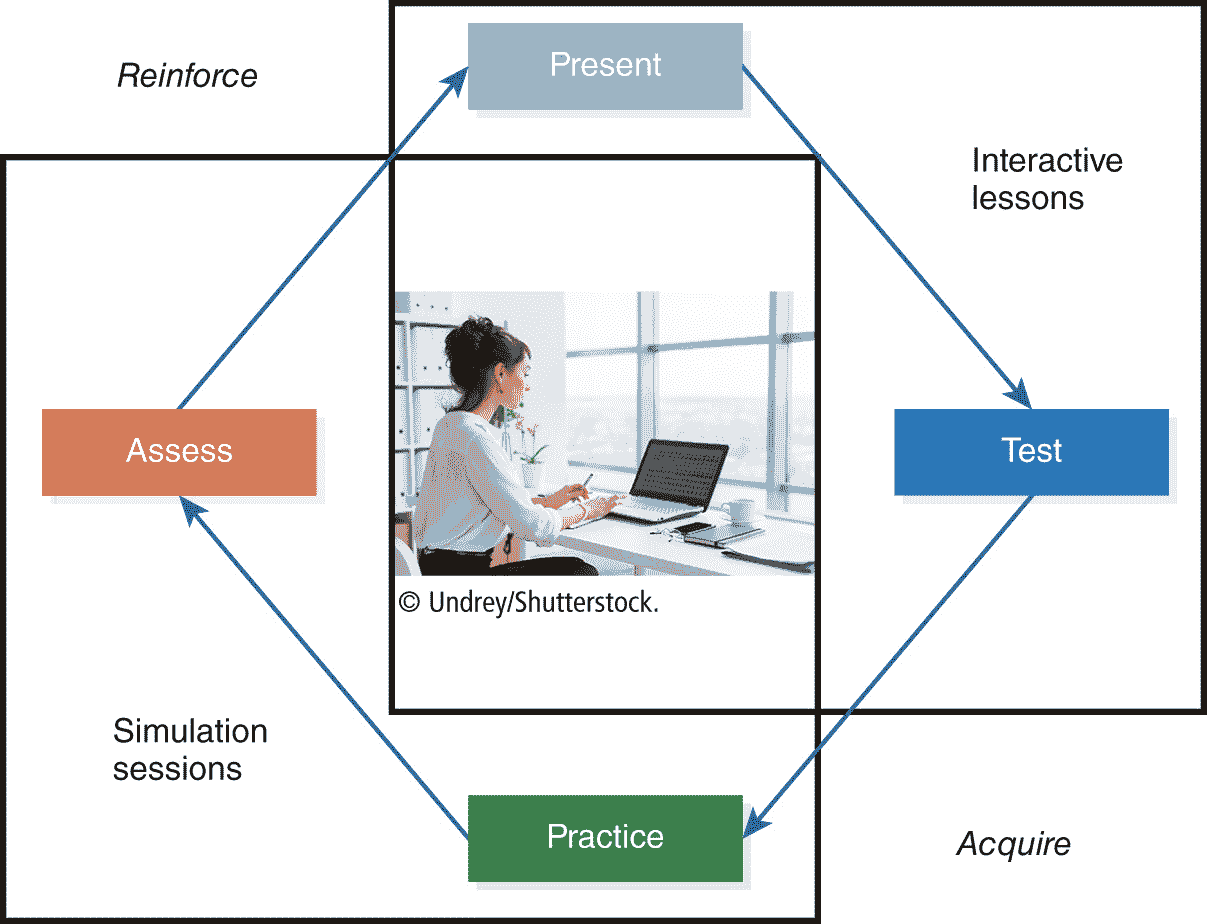 Reinforce
Present
Interactive
lessons
Assess
Test
© Undrey/Shutterstock.
Simulation
sessions
Practice
Acquire